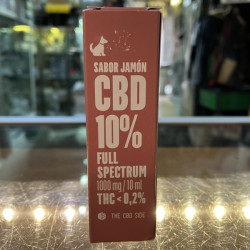 SABOR JAMÓN
CBD
10%
FULL
SPECTRUM
1000 mg / 10 ml
THC < 0,2%
THE CBD SIDE